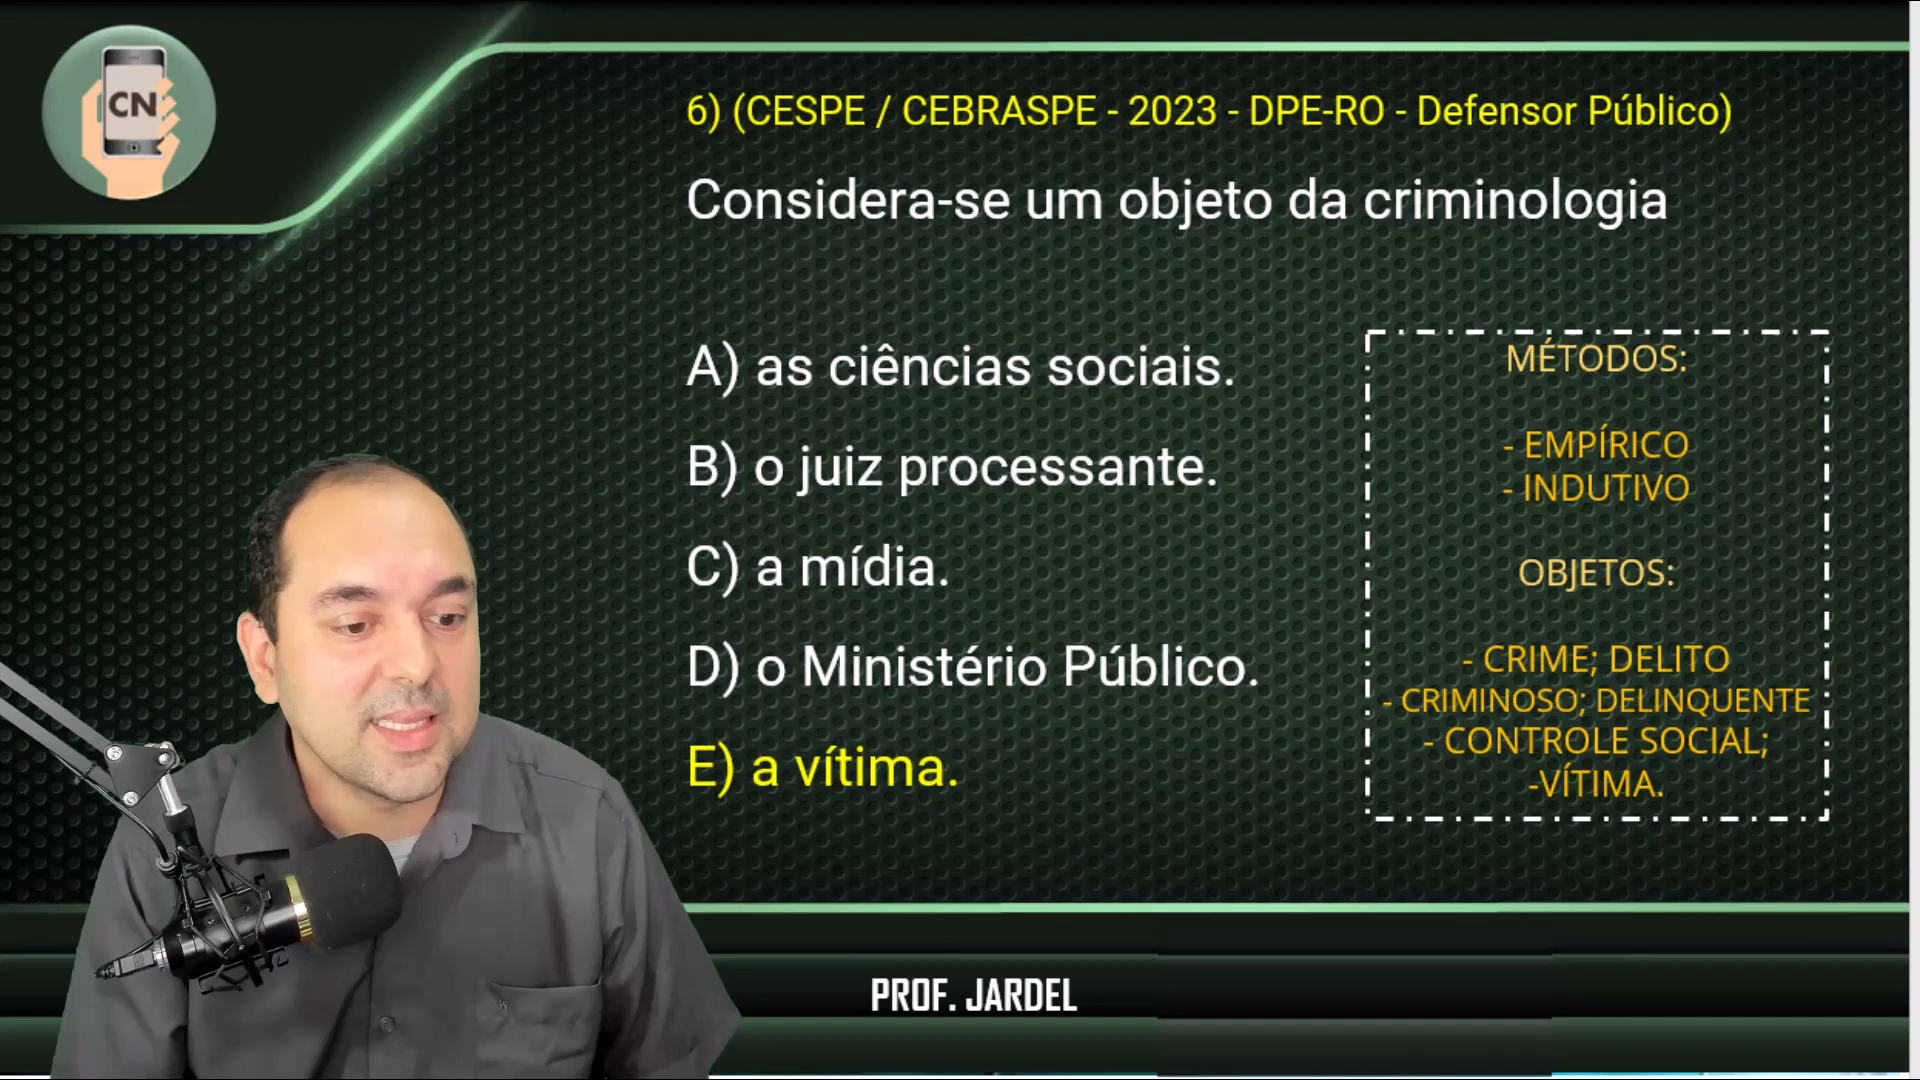 CN
6) (CESPE / CEBRASPE - 2023 - DPE-RO - Defensor Público)
Considera-se um objeto da criminologia
A) as ciências sociais.
B) o juiz processante.
C) a mídia.
D) o Ministério Público.
E) a vítima.
MÉTODOS:
- EMPÍRICO
- INDUTIVO
OBJETOS:
- CRIME; DELITO
- CRIMINOSO; DELINQUENTE
- CONTROLE SOCIAL;
-VÍTIMA.
PROF. JARDEL